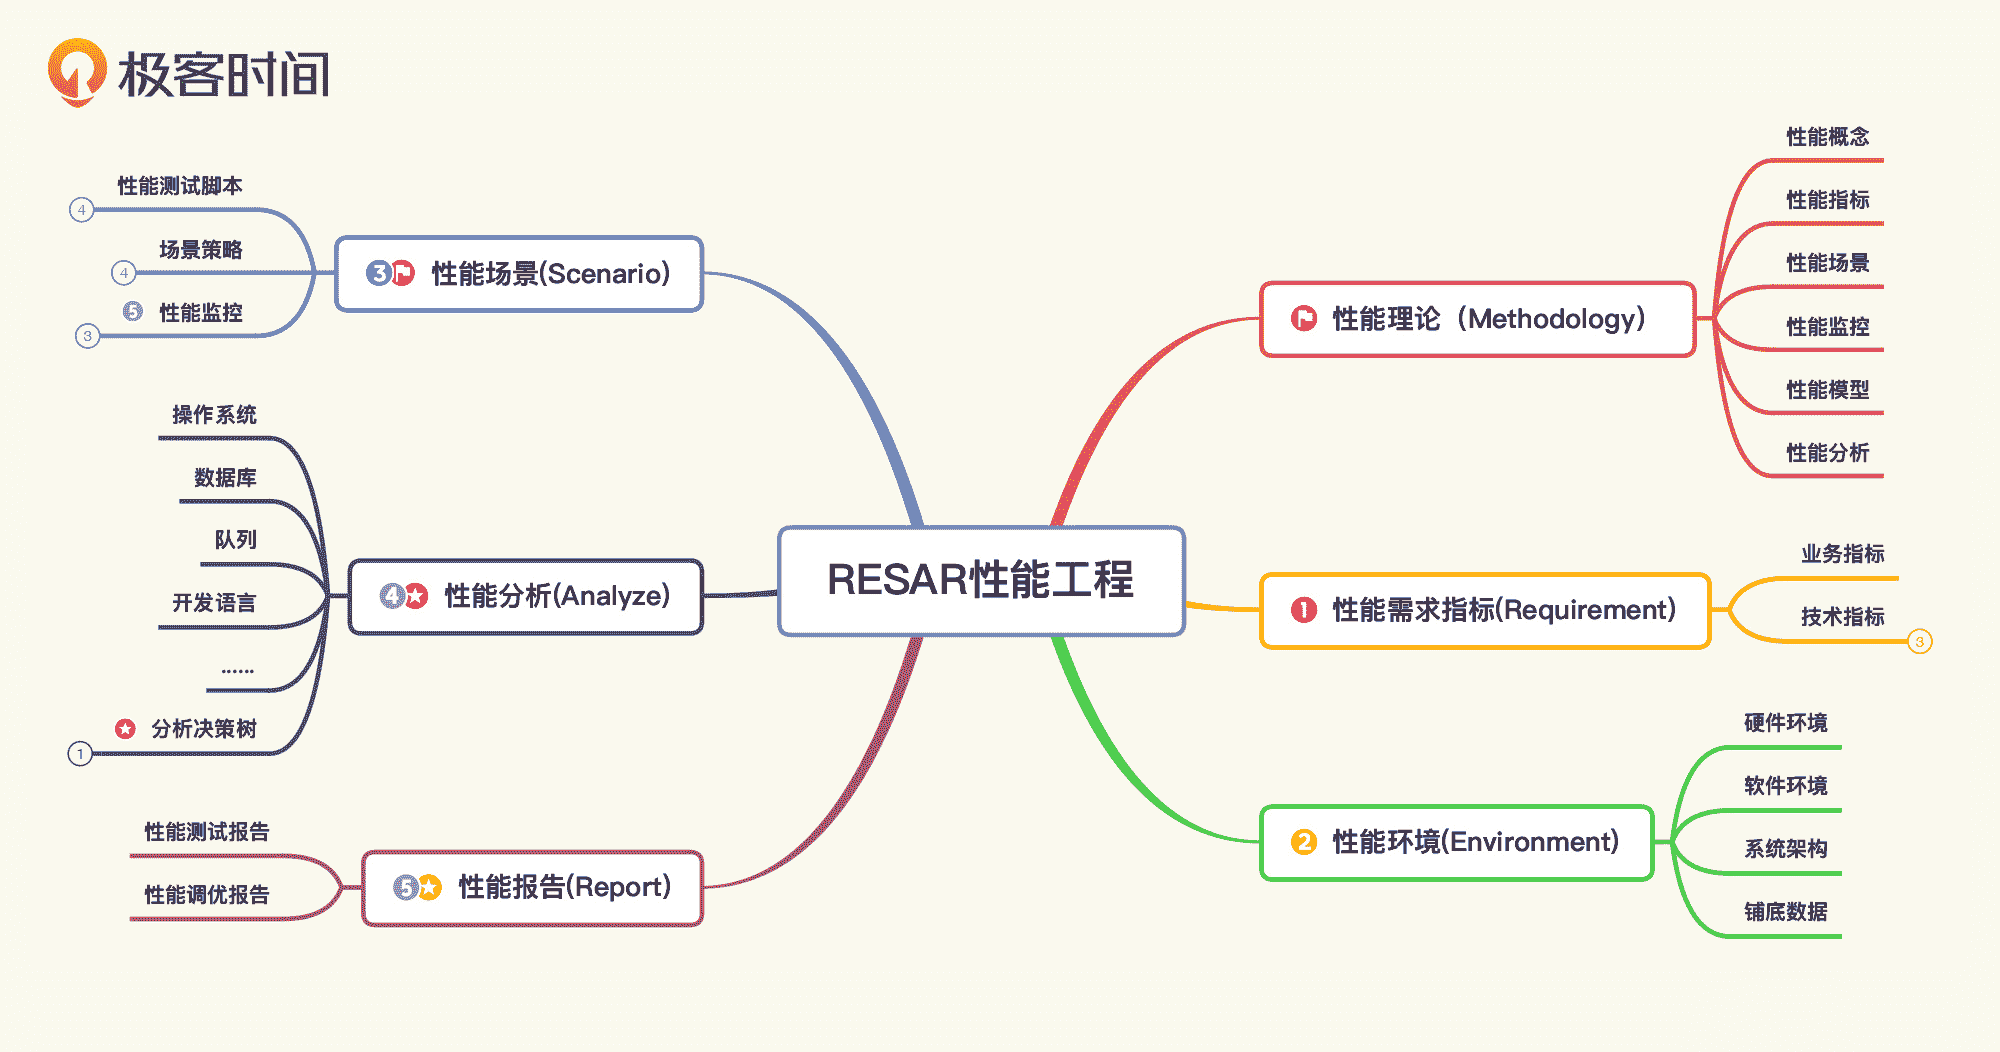 极客时间
RESAR性能工程
性能理论（Methodology）
性能概念
性能指标
性能场景
性能监控
性能模型
性能分析
1 性能需求指标(Requirement)
业务指标
技术指标
3
2 性能环境(Environment)
硬件环境
软件环境
系统架构
铺底数据
3 性能场景(Scenario)
性能测试脚本
4
场景策略
4
5 性能监控
3
4 性能分析(Analyze)
操作系统
数据库
队列
开发语言
......
分析决策树
1
5 性能报告(Report)
性能测试报告
性能调优报告